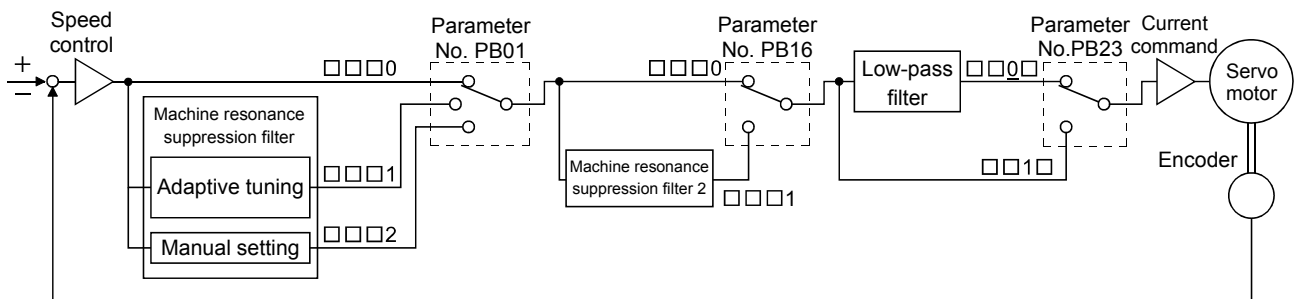 Speed
control
+
−
Parameter
No. PB01
□□□0
Machine resonance
suppression filter
Adaptive tuning
□□□1
Manual setting
□□□2
Parameter
No. PB16
□□□0
Machine resonance
suppression filter 2
□□□1
Low-pass
filter
□□0□
Parameter
No.PB23
□□1□
Current
command
Servo
motor
Encoder